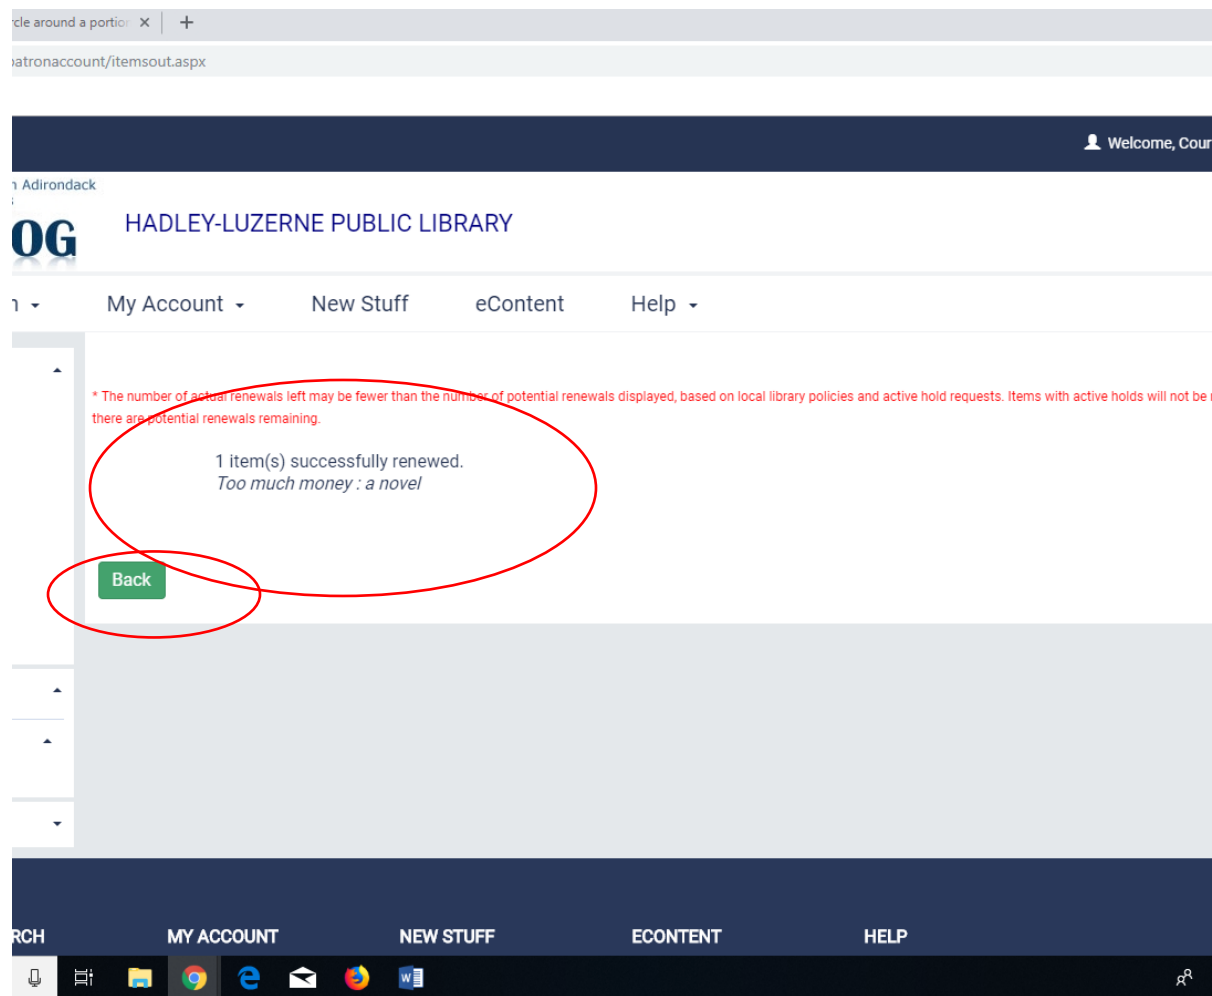 rcle around a portion
patronaccount/itemsout.aspx
Welcome, Cour
n Adirondack
s
OG
HADLEY-LUZERNE PUBLIC LIBRARY
n My Account New Stuff eContent Help
* The number of actual renewals left may be fewer than the number of potential renewals displayed, based on local library policies and active hold requests. Items with active holds will not be
there are potential renewals remaining.
1 item(s) successfully renewed.
Too much money : a novel
Back
RCH MY ACCOUNT NEW STUFF ECONTENT HELP